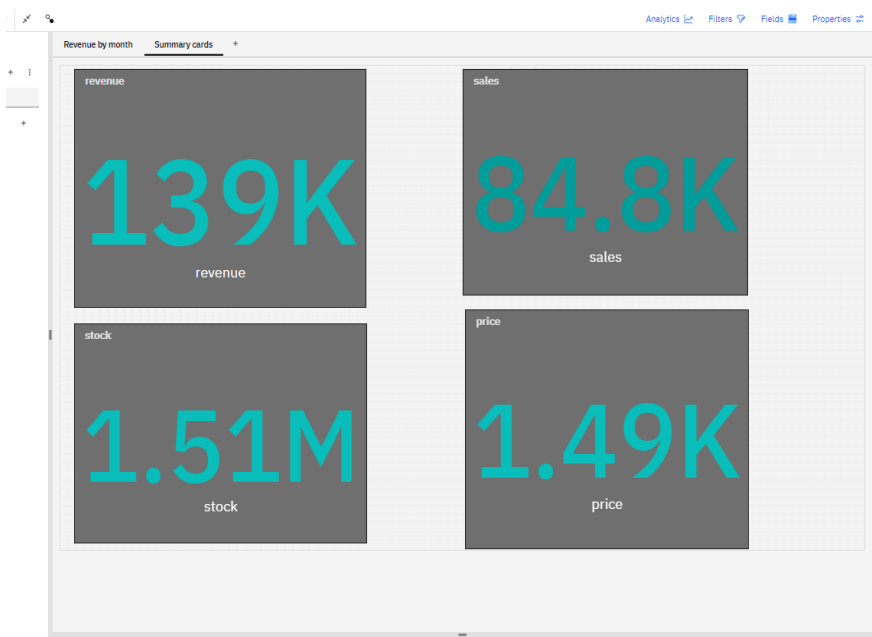 Analytics Filters Fields Properties
Revenue by month Summary cards +
revenue
139K
revenue
sales
84.8K
sales
stock
1.51M
stock
price
1.49K
price